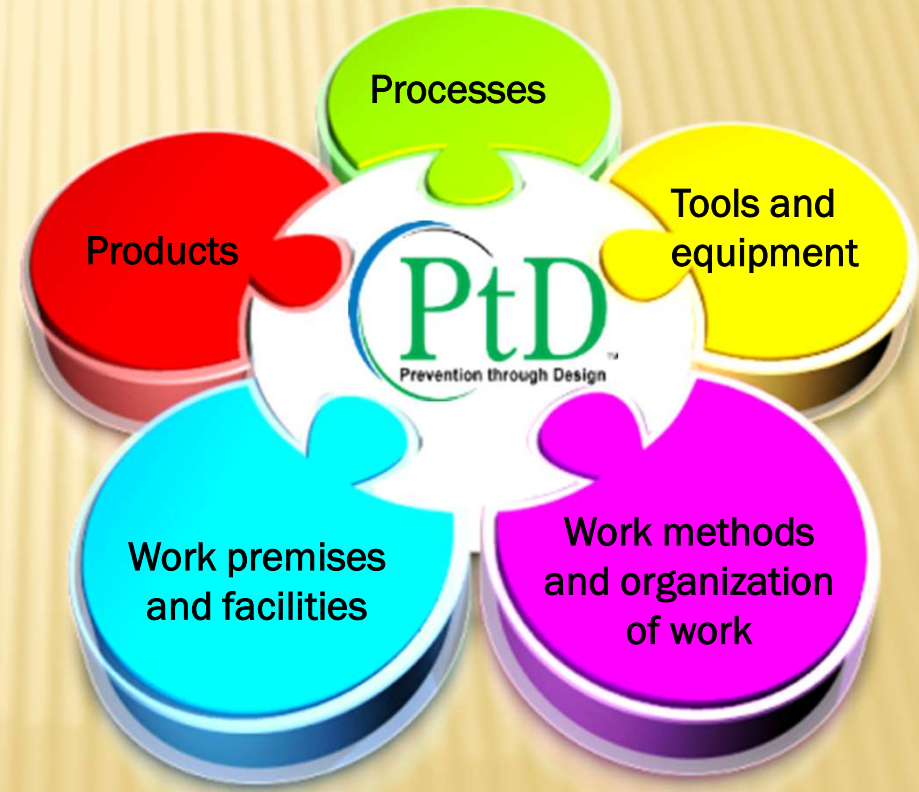 Processes
Products
Tools and
equipment
PtD
TM
Prevention through Design
Work premises
and facilities
Work methods
and organization
of work